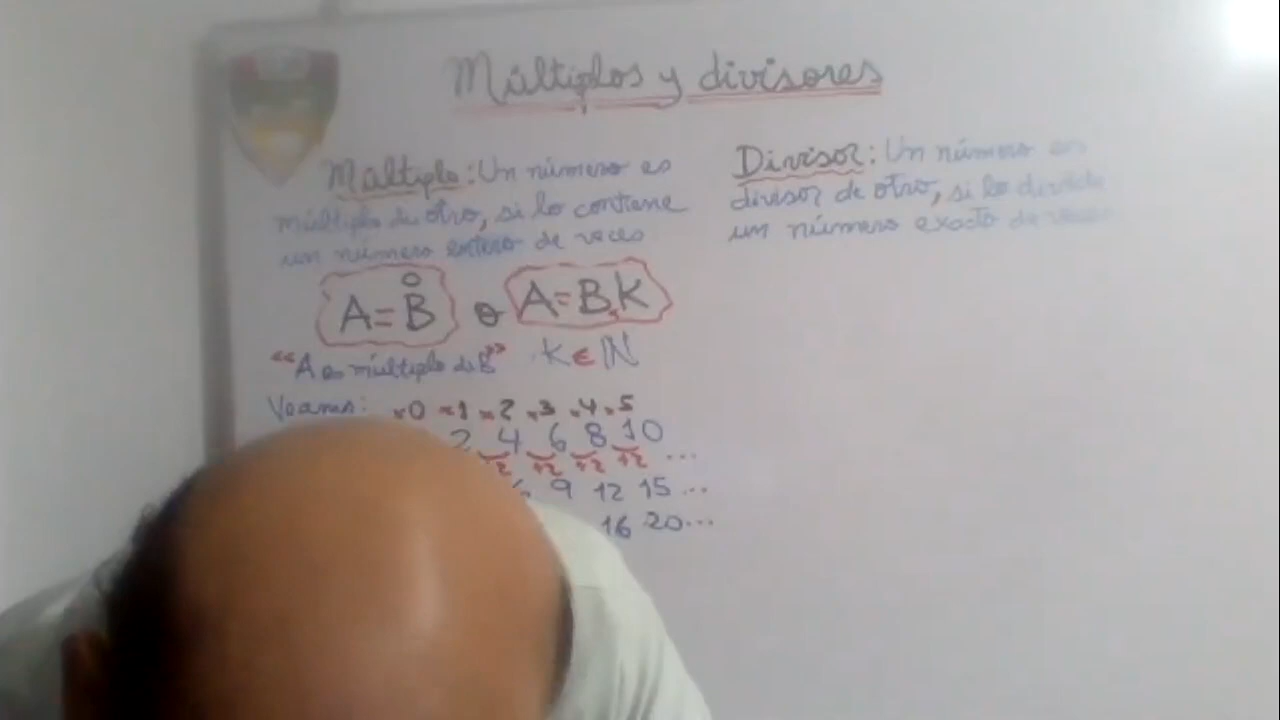 Múltiplos y divisores
Múltiplo: Un número es
múltiplo de otro, si lo contiene
un número entero de veces
A = B̊ o A = B.K
"A es múltiplo de B" K ∈ ℕ
Veamos: ×0 ×1 ×2 ×3 ×4 ×5
2 4 6 8 10 ...
+2 +2 +2
9 12 15 ...
16 20 ...
Divisor: Un número es
divisor de otro, si lo divide
un número exacto de veces